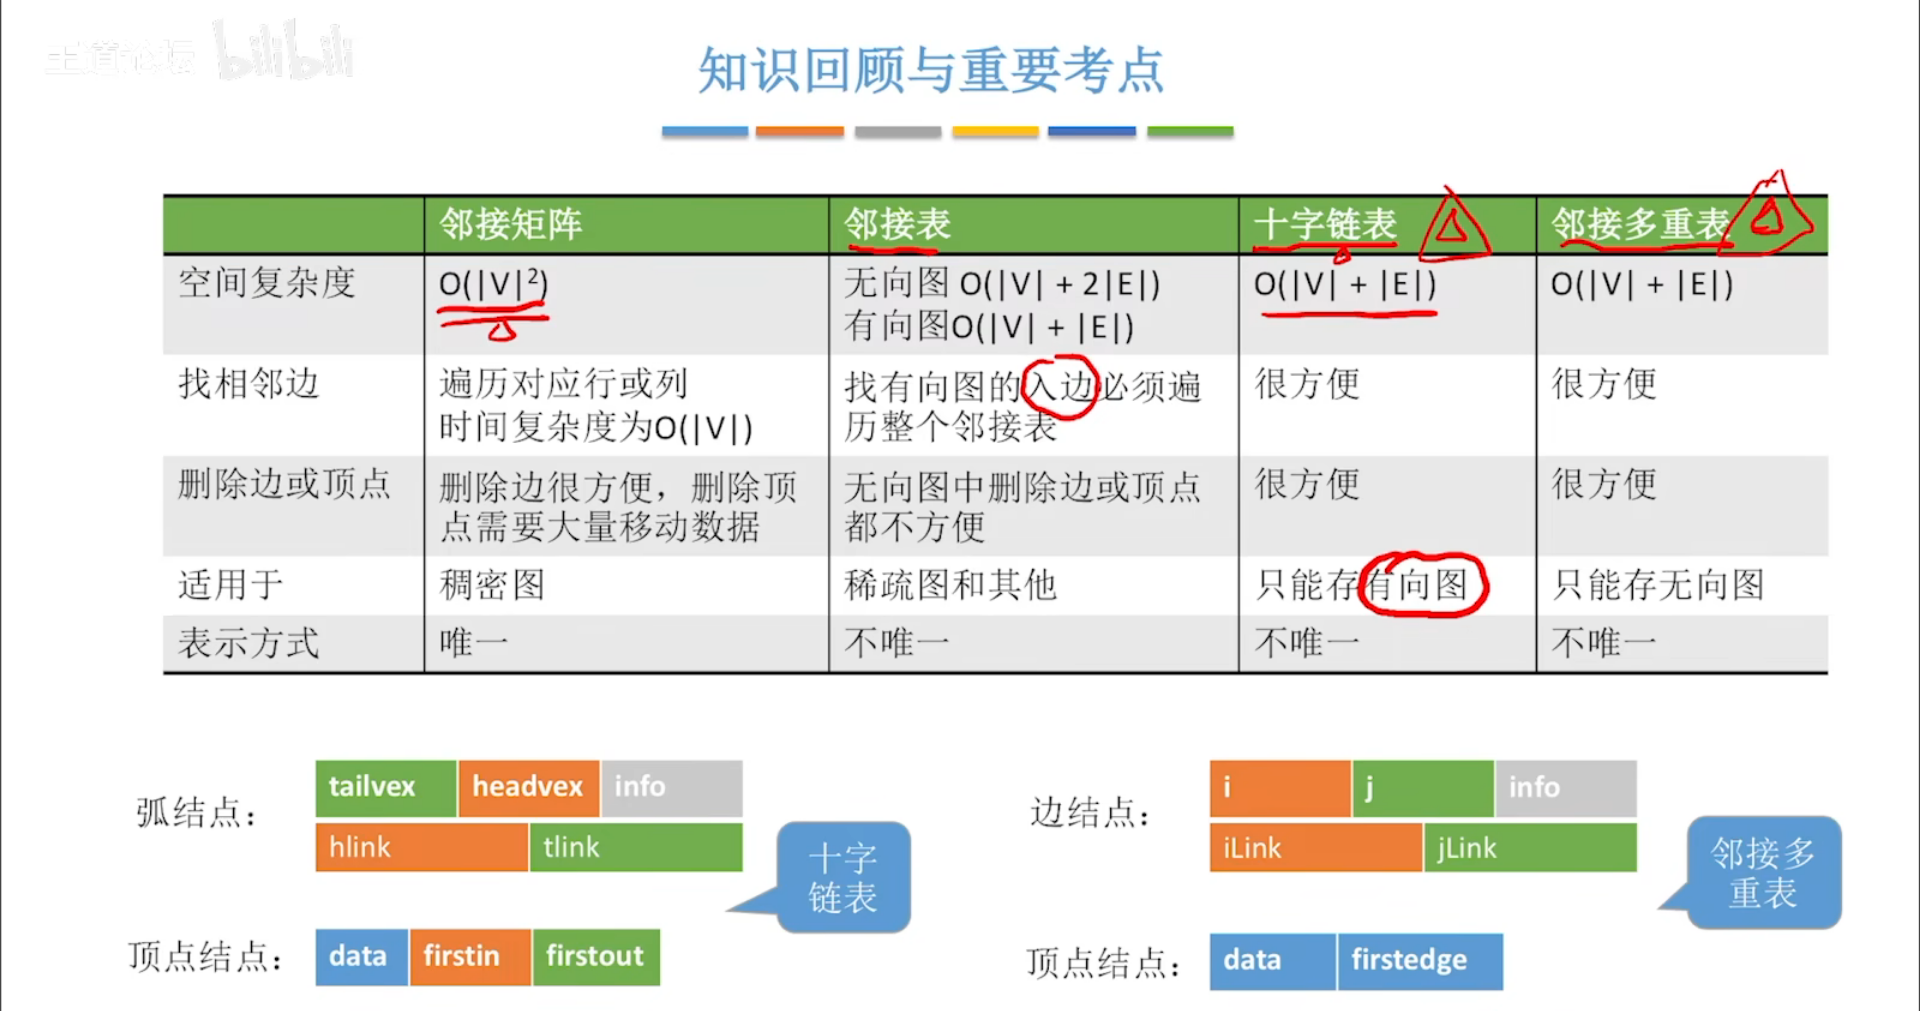 王道论坛 bilibili
知识回顾与重要考点
邻接矩阵 邻接表 十字链表 邻接多重表
空间复杂度 O(|V|²) 无向图 O(|V| + 2|E|) O(|V| + |E|) O(|V| + |E|)
有向图O(|V| + |E|)
找相邻边 遍历对应行或列 找有向图的入边必须遍 很方便 很方便
时间复杂度为O(|V|) 历整个邻接表
删除边或顶点 删除边很方便，删除顶 无向图中删除边或顶点 很方便 很方便
点需要大量移动数据 都不方便
适用于 稠密图 稀疏图和其他 只能存有向图 只能存无向图
表示方式 唯一 不唯一 不唯一 不唯一
弧结点：
tailvex headvex info
hlink tlink
十字
链表
顶点结点：
data firstin firstout
边结点：
i j info
iLink jLink
邻接多
重表
顶点结点：
data firstedge